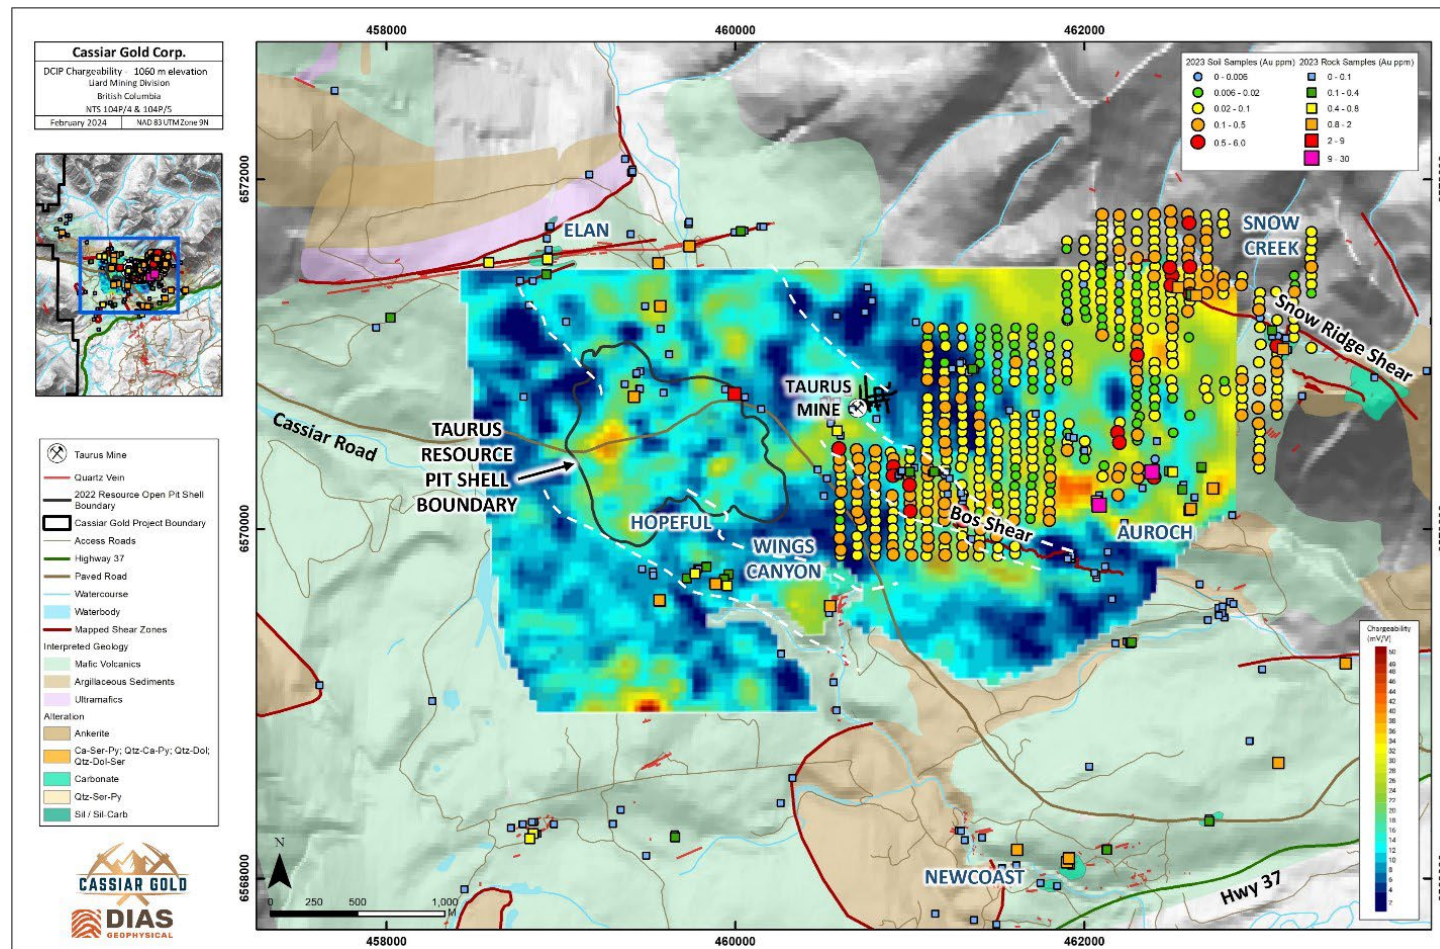 Cassiar Gold Corp.
DCIP Chargeability - 1060 m elevation
Liard Mining Division
British Columbia
NTS 104P/4 & 104P/5
February 2024
NAD 83 UTM Zone 9N
458000
460000
462000
2023 Soil Samples (Au ppm)
0 - 0.006
0.006 - 0.02
0.02 - 0.1
0.1 - 0.5
0.5 - 6.0
2023 Rock Samples (Au ppm)
0 - 0.1
0.1 - 0.4
0.4 - 0.8
0.8 - 2
2 - 9
9 - 30
6572000
ELAN
SNOW
CREEK
Snow Ridge Shear
TAURUS
MINE
Cassiar Road
TAURUS
RESOURCE
PIT SHELL
BOUNDARY
HOPEFUL
WINGS
CANYON
Bos Shear
AUROCH
6570000
Taurus Mine
Quartz Vein
2022 Resource Open Pit Shell
Boundary
Cassiar Gold Project Boundary
Access Roads
Highway 37
Paved Road
Watercourse
Waterbody
Mapped Shear Zones
Interpreted Geology
Mafic Volcanics
Argillaceous Sediments
Ultramafics
Alteration
Ankerite
Ca-Ser-Py; Qtz-Ca-Py; Qtz-Dol;
Qtz-Dol-Ser
Carbonate
Qtz-Ser-Py
Sil / Sil-Carb
Chargeability
(mV/V)
50
49
48
46
44
42
40
38
36
34
32
30
28
26
24
22
20
18
16
14
12
10
8
6
4
2
NEWCOAST
Hwy 37
6568000
N
0 250 500 1,000
M
CASSIAR GOLD
DIAS
GEOPHYSICAL
458000
460000
462000